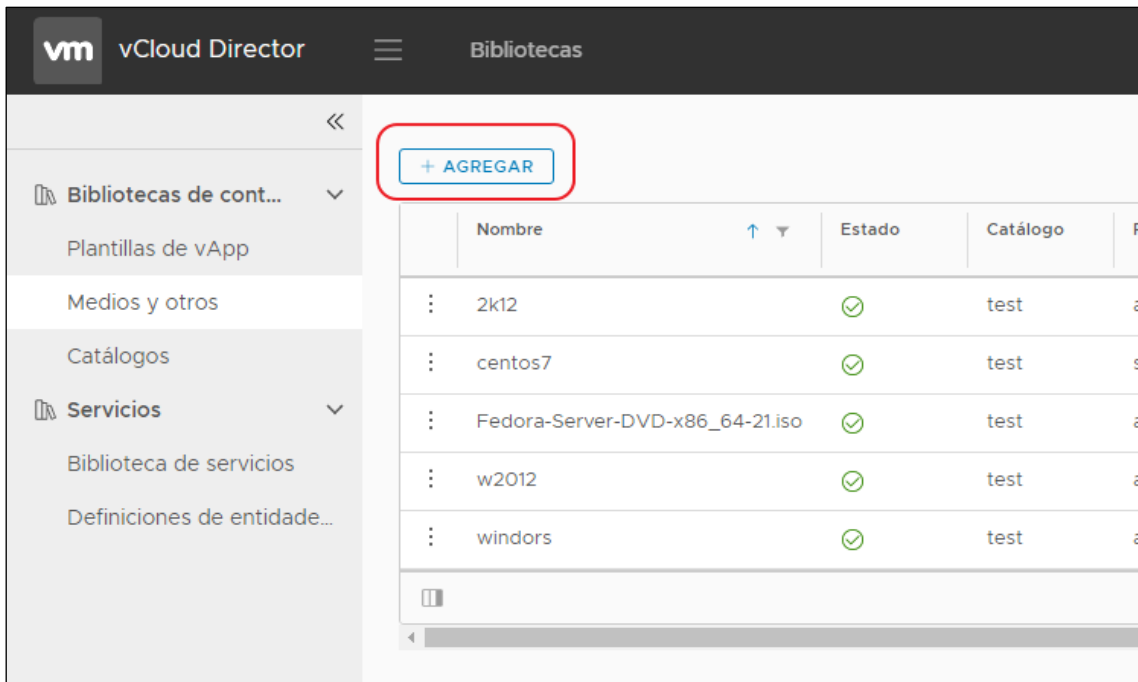 vm vCloud Director Bibliotecas
Bibliotecas de cont...
Plantillas de vApp
Medios y otros
Catálogos
Servicios
Biblioteca de servicios
Definiciones de entidade...
+ AGREGAR
Nombre Estado Catálogo
2k12 test
centos7 test
Fedora-Server-DVD-x86_64-21.iso test
w2012 test
windors test